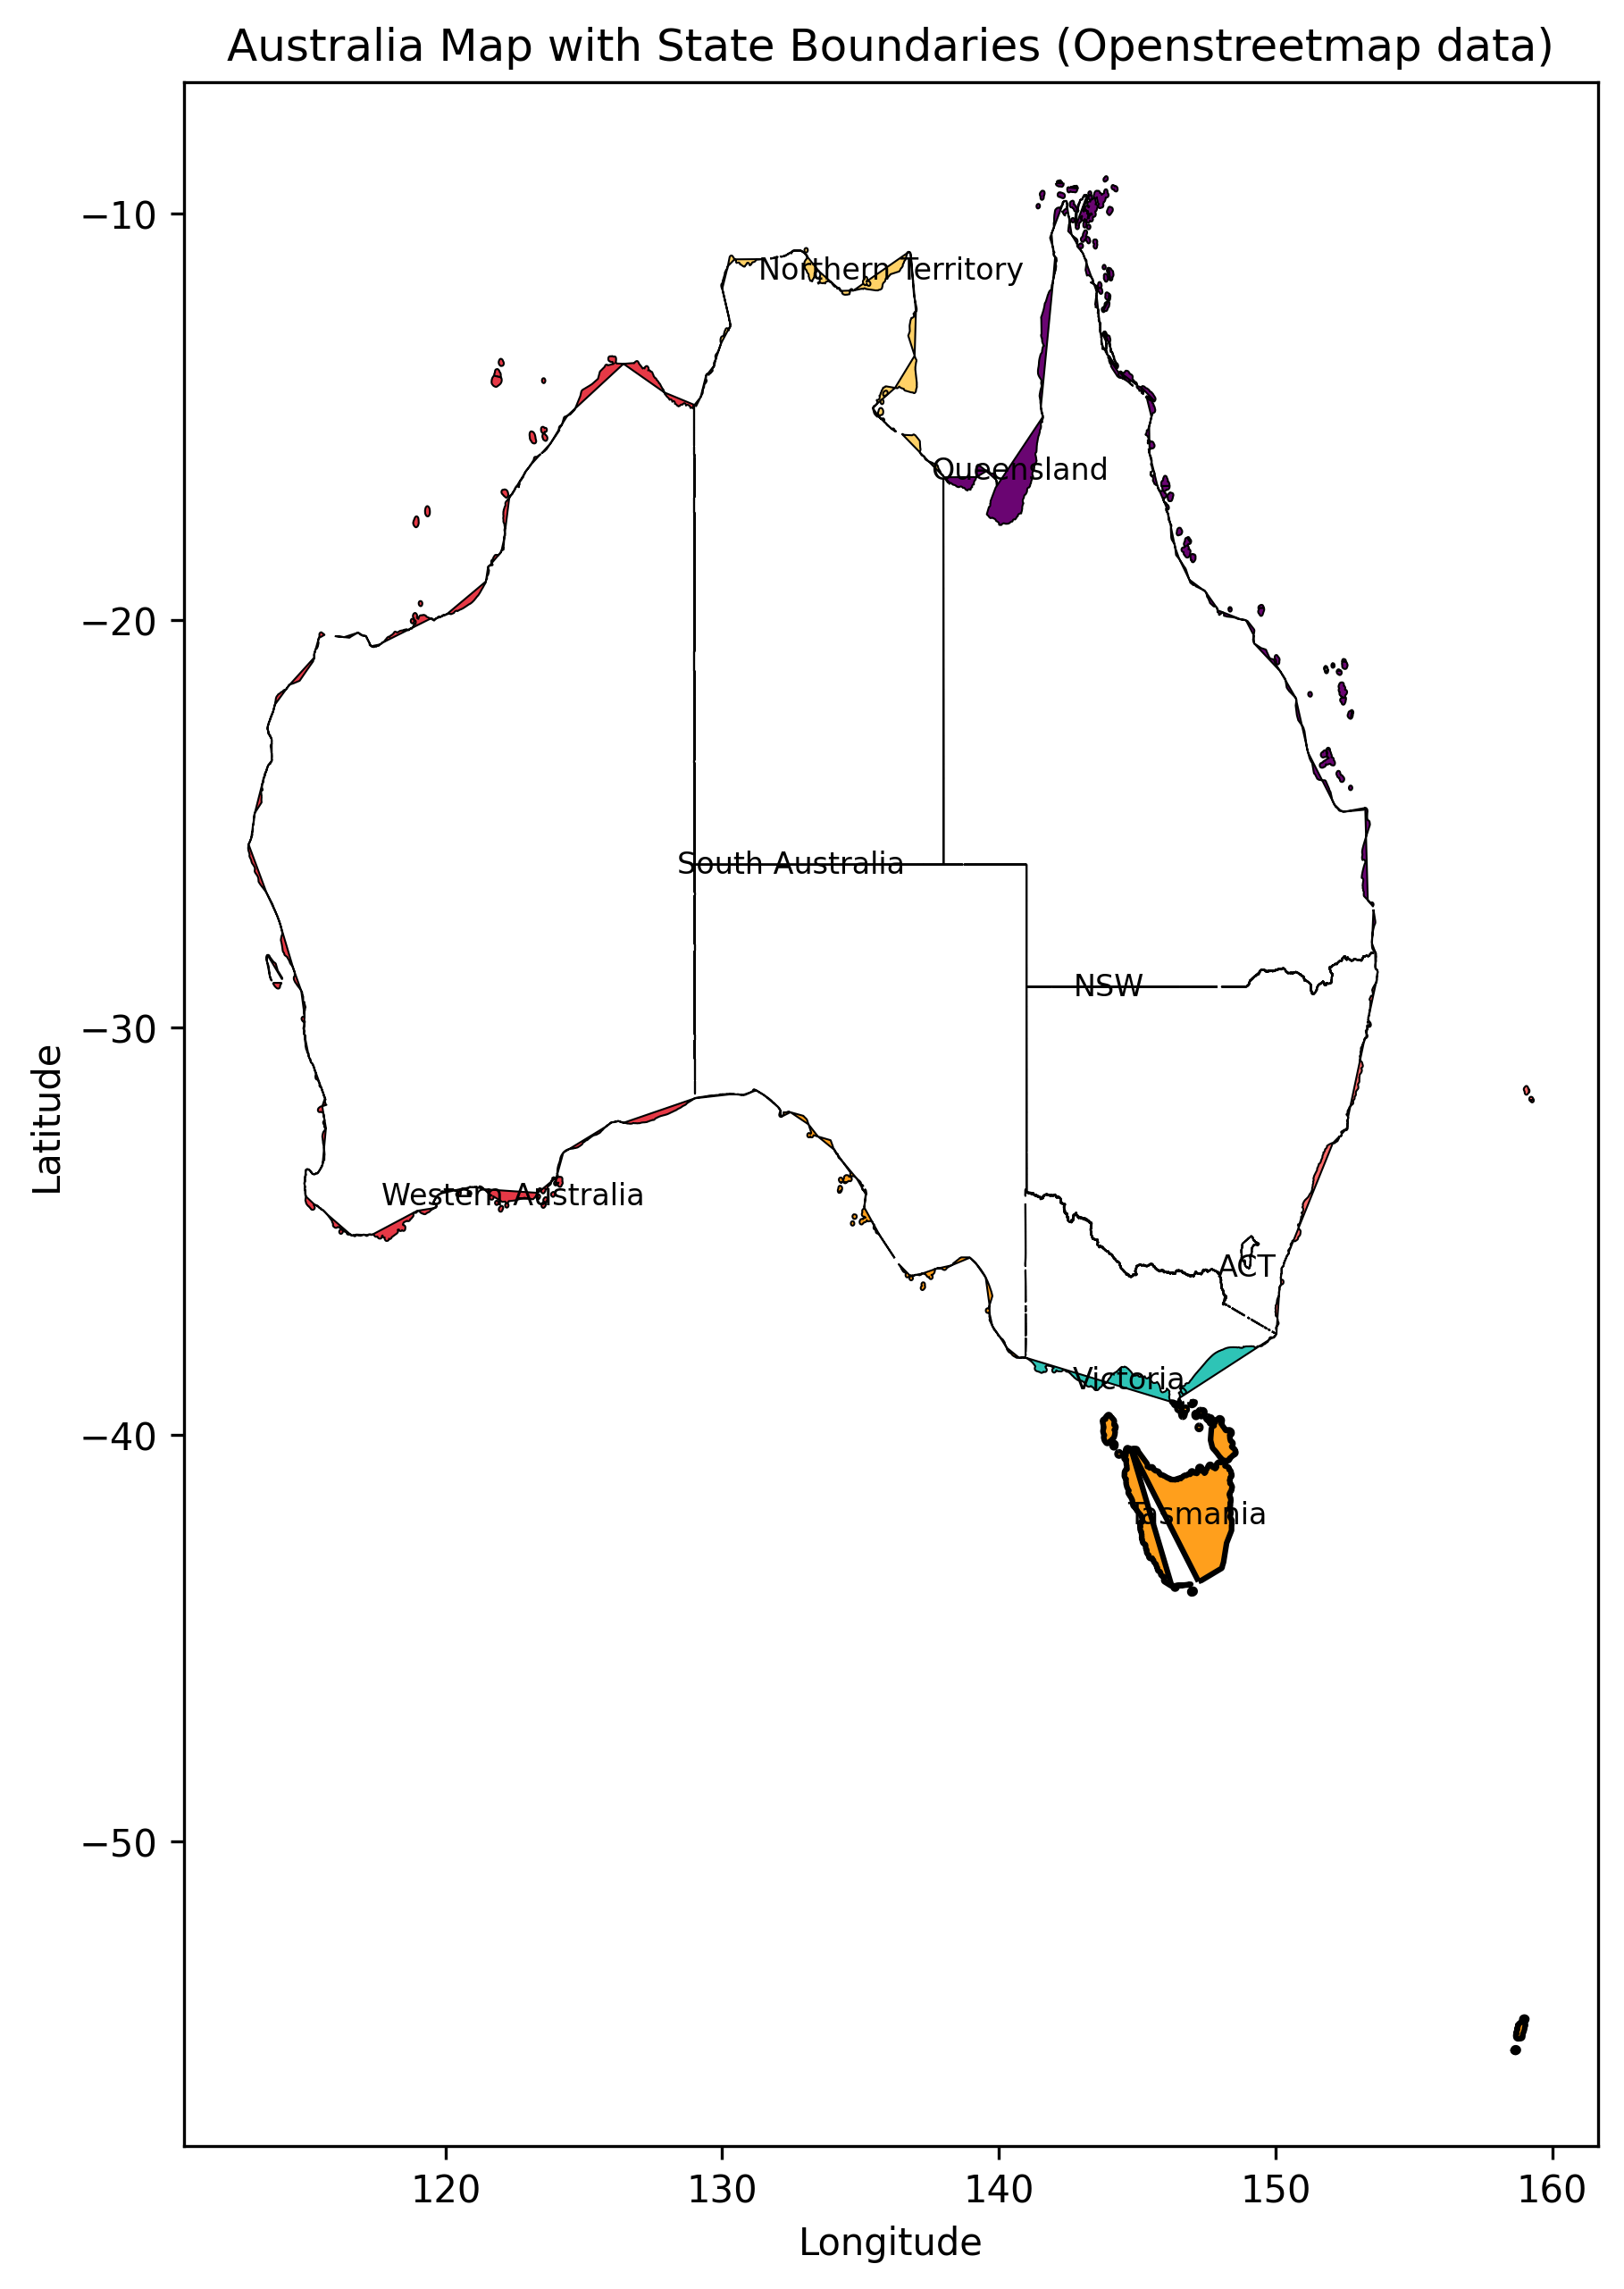 Australia Map with State Boundaries (Openstreetmap data)
−10
Northern Territory
Queensland
−20
South Australia
NSW
−30
Latitude
Western Australia
ACT
Victoria
−40
Tasmania
−50
120
130
140
150
160
Longitude